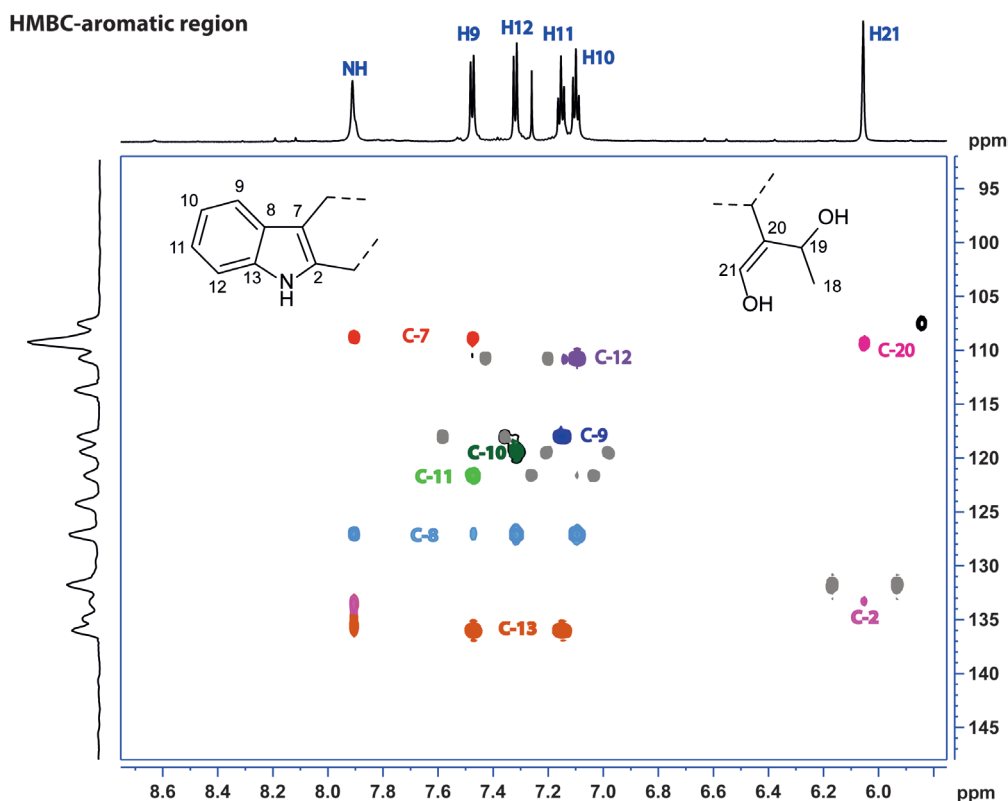 HMBC-aromatic region
NH
H9
H12
H11
H10
H21
ppm
95
100
105
110
115
120
125
130
135
140
145
9
10
8
7
11
13
2
12
N
H
OH
20
19
21
18
OH
C-7
C-20
C-12
C-9
C-10
C-11
C-8
C-2
C-13
8.6 8.4 8.2 8.0 7.8 7.6 7.4 7.2 7.0 6.8 6.6 6.4 6.2 6.0 ppm